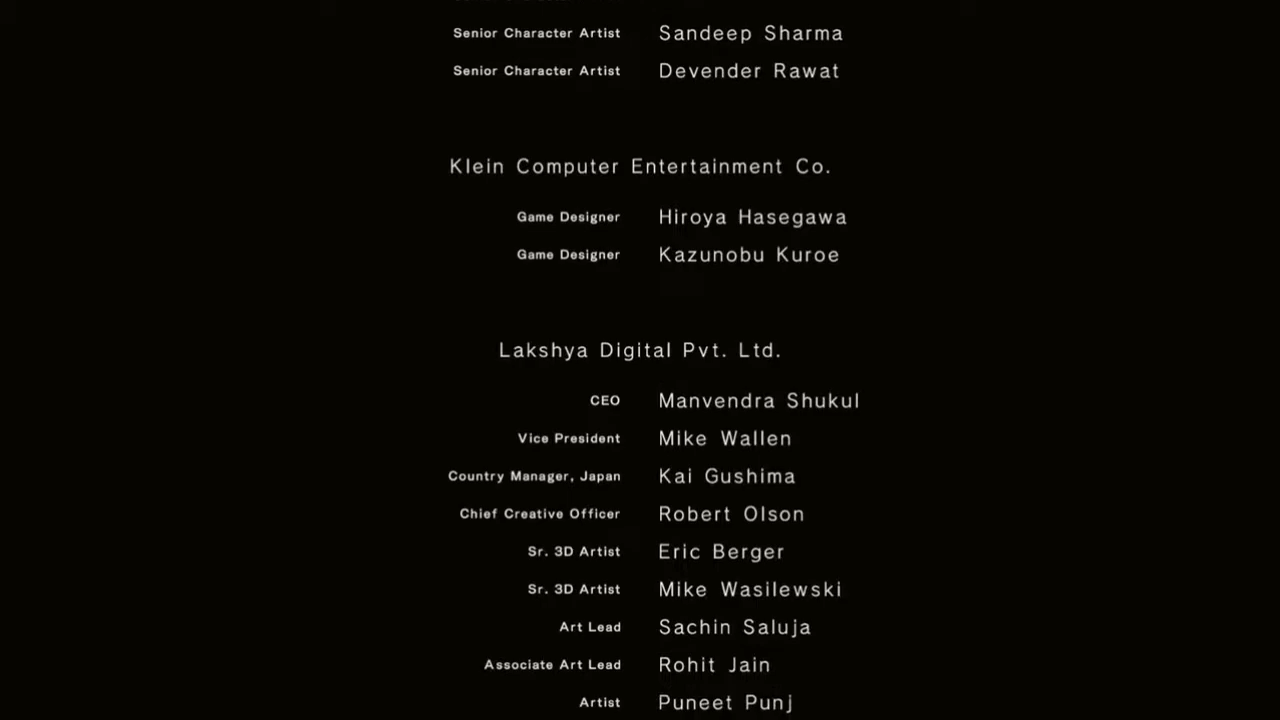 Senior Character Artist Sandeep Sharma
Senior Character Artist Devender Rawat
Klein Computer Entertainment Co.
Game Designer Hiroya Hasegawa
Game Designer Kazunobu Kuroe
Lakshya Digital Pvt. Ltd.
CEO Manvendra Shukul
Vice President Mike Wallen
Country Manager, Japan Kai Gushima
Chief Creative Officer Robert Olson
Sr. 3D Artist Eric Berger
Sr. 3D Artist Mike Wasilewski
Art Lead Sachin Saluja
Associate Art Lead Rohit Jain
Artist Puneet Punj